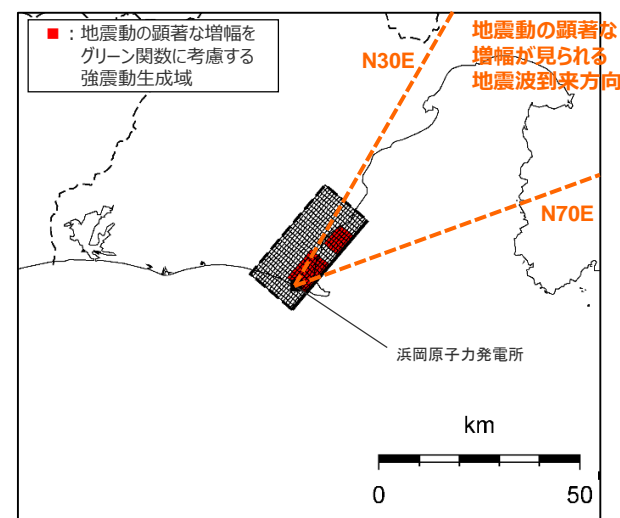 ■ : 地震動の顕著な増幅を
グリーン関数に考慮する
強震動生成域
地震動の顕著な
増幅が見られる
地震波到来方向
N30E
N70E
浜岡原子力発電所
km
0 50